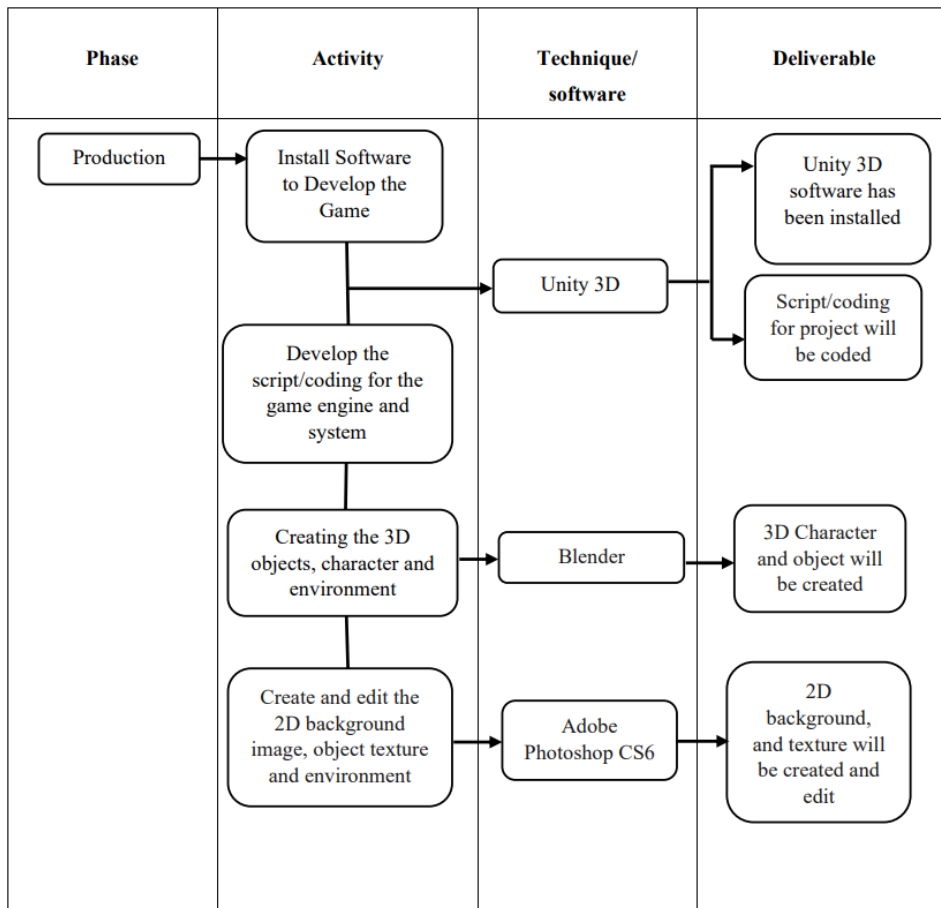 Phase
Activity
Technique/
software
Deliverable
Production
Install Software
to Develop the
Game
Unity 3D
software has
been installed
Unity 3D
Script/coding
for project will
be coded
Develop the
script/coding for the
game engine and
system
Creating the 3D
objects, character and
environment
Blender
3D Character
and object will
be created
Create and edit the
2D background
image, object texture
and environment
Adobe
Photoshop CS6
2D
background,
and texture will
be created and
edit